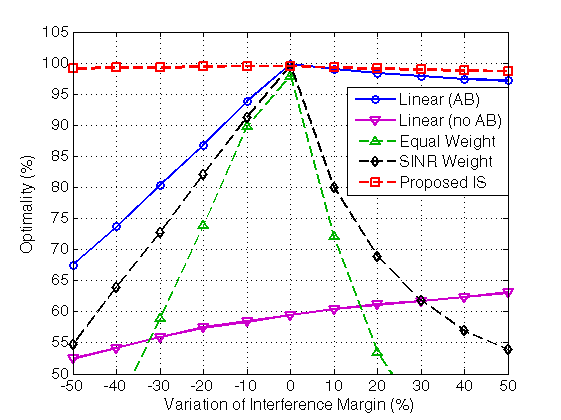 105
100
95
90
85
80
75
70
65
60
55
50
Optimality (%)
Linear (AB)
Linear (no AB)
Equal Weight
SINR Weight
Proposed IS
-50 -40 -30 -20 -10 0 10 20 30 40 50
Variation of Interference Margin (%)